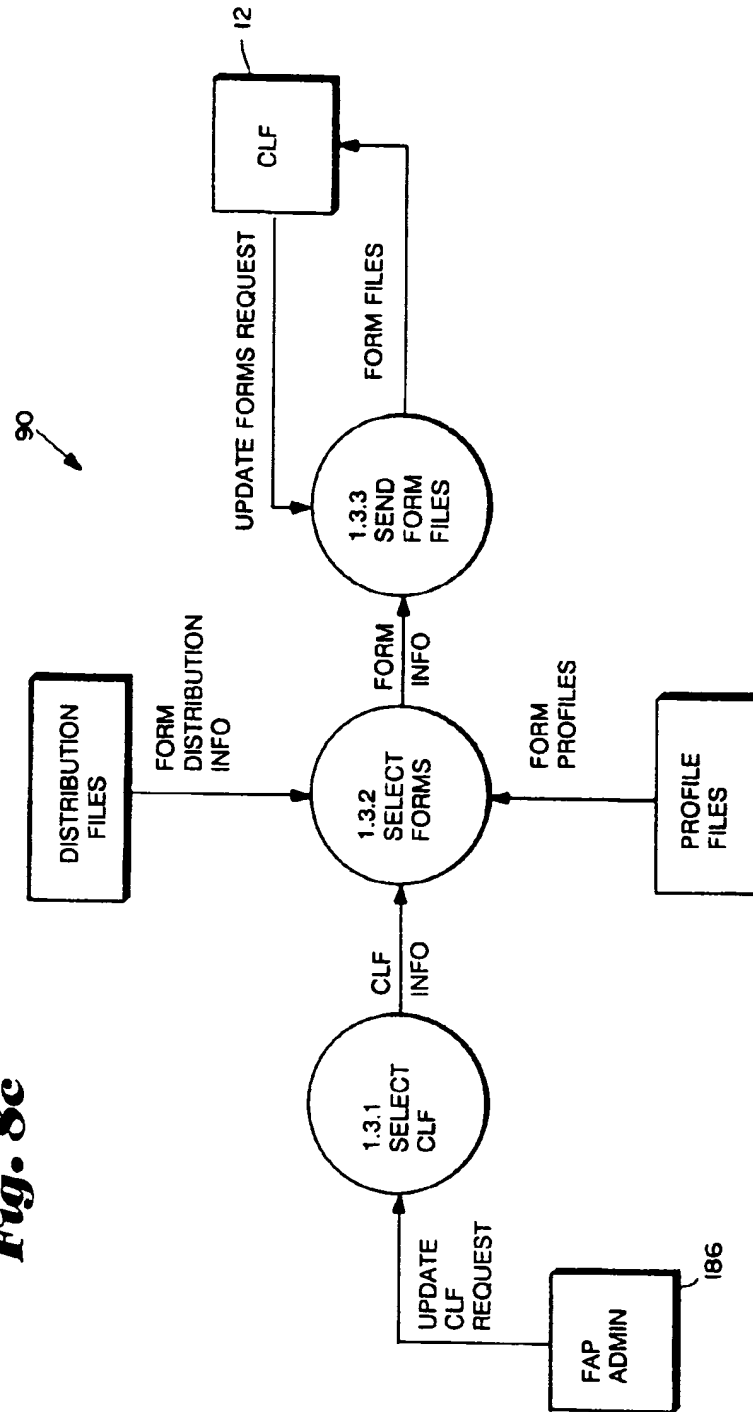 Fig. 8c
90
DISTRIBUTION
FILES
FORM
DISTRIBUTION
INFO
UPDATE FORMS REQUEST
CLF
12
FORM FILES
1.3.1
SELECT
CLF
CLF
INFO
1.3.2
SELECT
FORMS
FORM
INFO
1.3.3
SEND
FORM
FILES
UPDATE
CLF
REQUEST
FAP
ADMIN
186
FORM
PROFILES
PROFILE
FILES